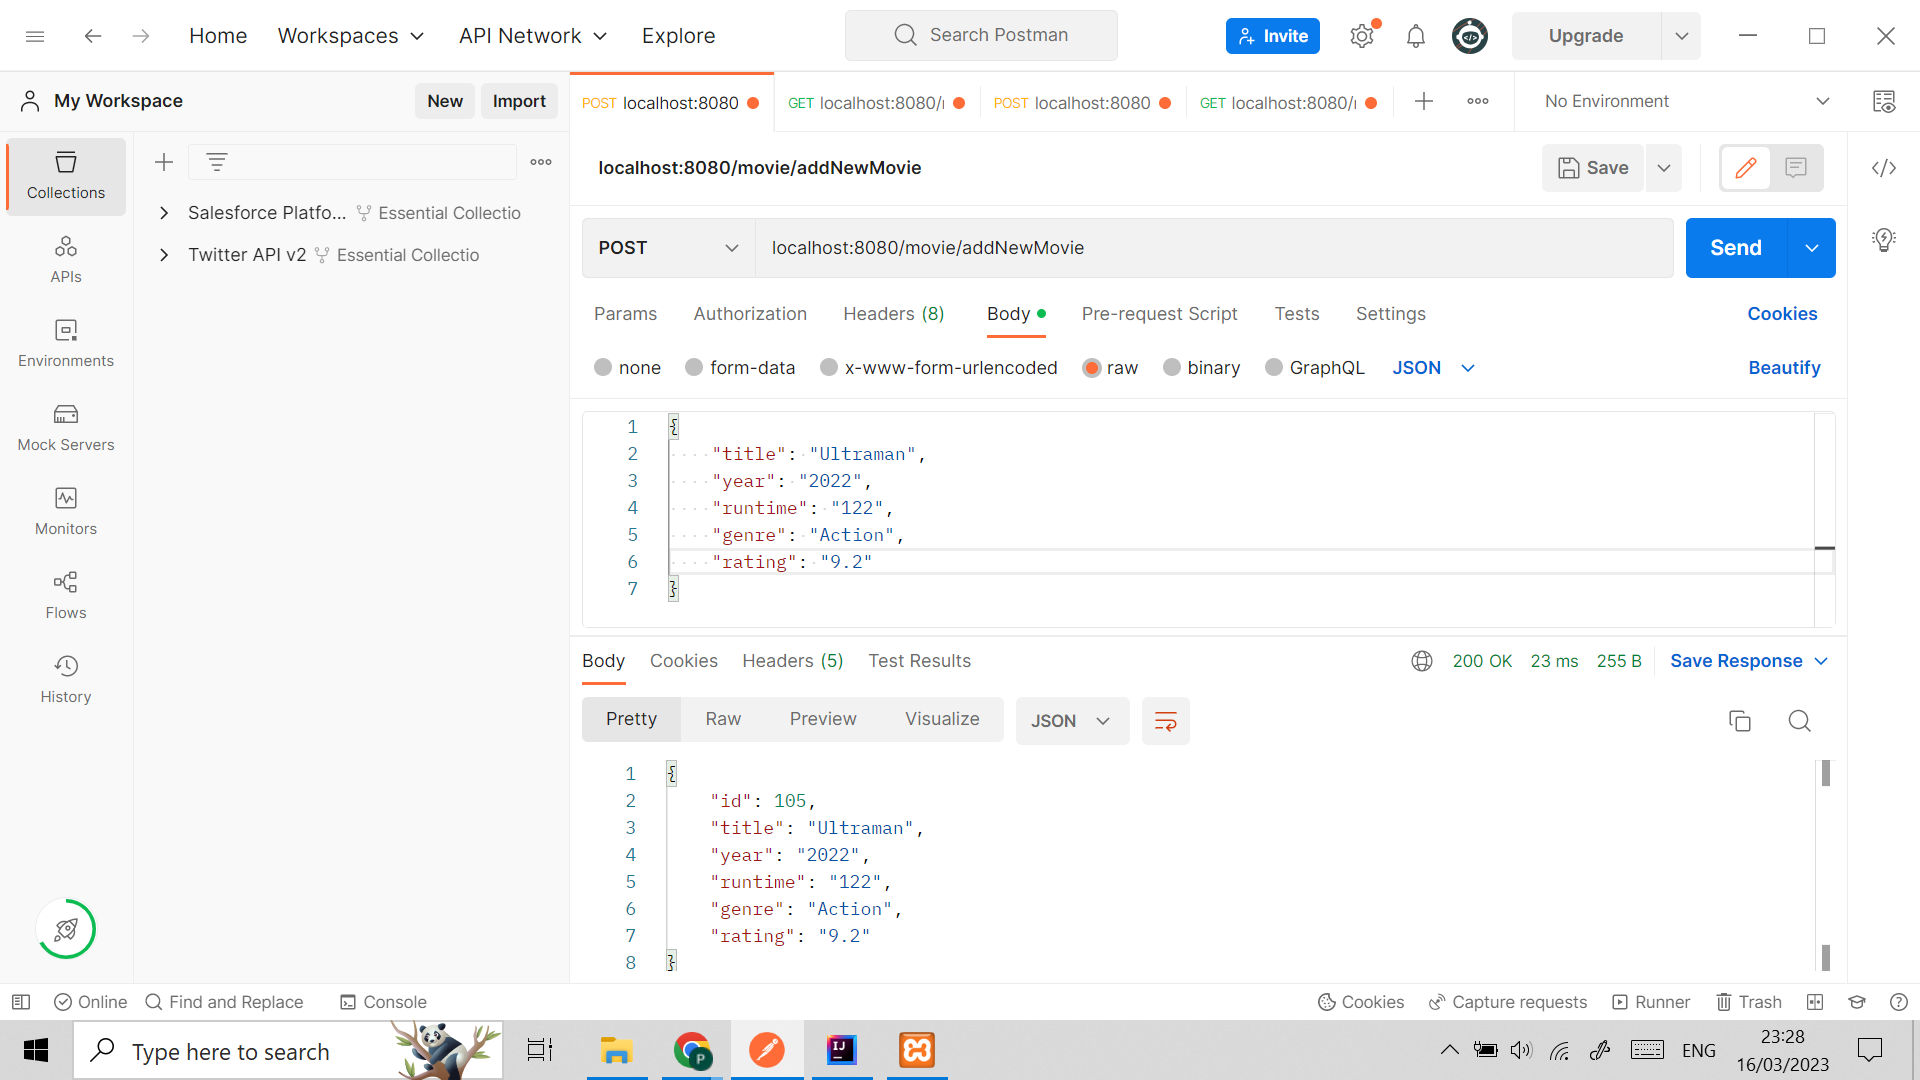 Home Workspaces API Network Explore Search Postman Invite Upgrade
My Workspace New Import
POST localhost:8080 GET localhost:8080/ POST localhost:8080 GET localhost:8080/ No Environment
Collections
APIs
Environments
Mock Servers
Monitors
Flows
History
Salesforce Platfo... Essential Collectio
Twitter API v2 Essential Collectio
localhost:8080/movie/addNewMovie Save
POST localhost:8080/movie/addNewMovie Send
Params Authorization Headers (8) Body Pre-request Script Tests Settings Cookies
none form-data x-www-form-urlencoded raw binary GraphQL JSON Beautify
1 {
2 "title": "Ultraman",
3 "year": "2022",
4 "runtime": "122",
5 "genre": "Action",
6 "rating": "9.2"
7 }
Body Cookies Headers (5) Test Results 200 OK 23 ms 255 B Save Response
Pretty Raw Preview Visualize JSON
1 {
2 "id": 105,
3 "title": "Ultraman",
4 "year": "2022",
5 "runtime": "122",
6 "genre": "Action",
7 "rating": "9.2"
8 }
Online Find and Replace Console Cookies Capture requests Runner Trash
Type here to search P IJ ENG 23:28
16/03/2023